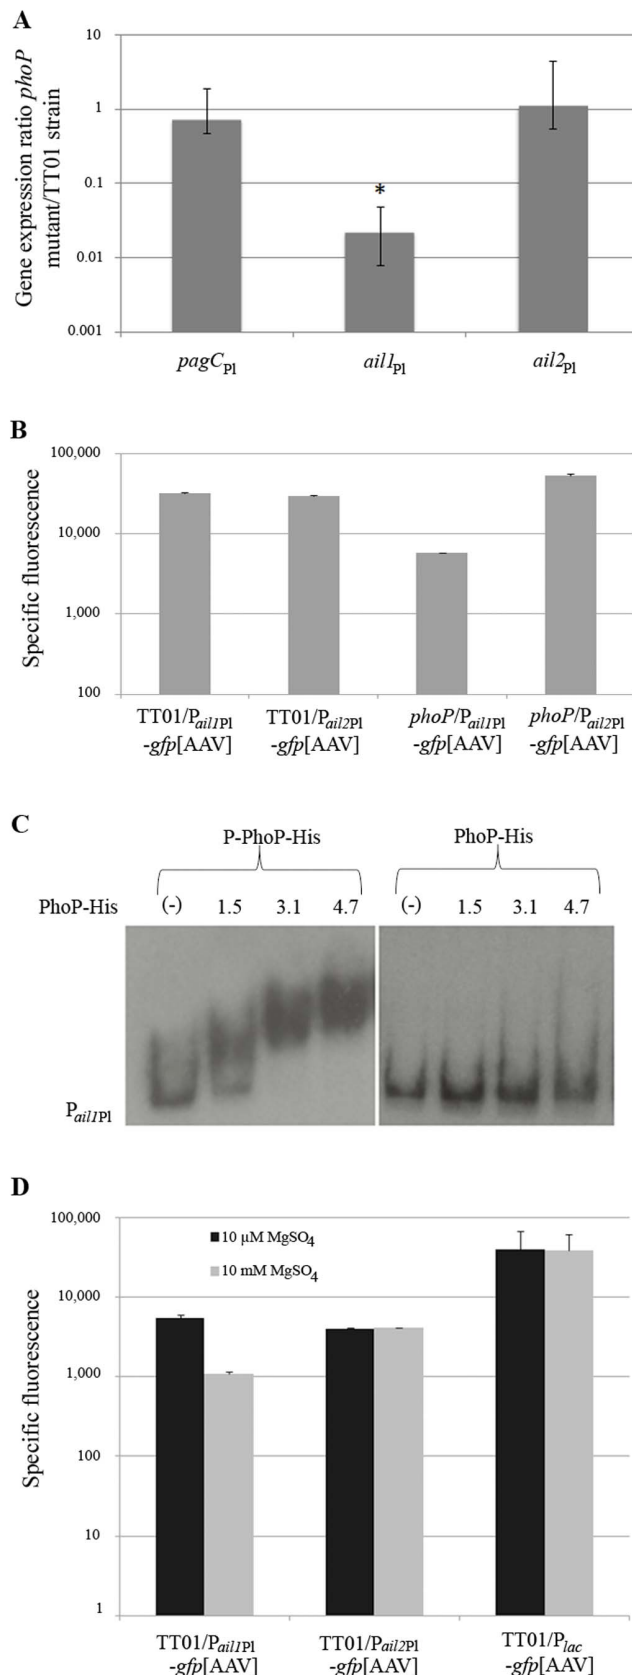 A
Gene expression ratio phoP
mutant/TT01 strain
10
1
0.1
0.01
0.001
*
pagCPl
ail1Pl
ail2Pl
B
Specific fluorescence
100,000
10,000
1,000
100
TT01/Pail1Pl
-gfp[AAV]
TT01/Pail2Pl
-gfp[AAV]
phoP/Pail1Pl
-gfp[AAV]
phoP/Pail2Pl
-gfp[AAV]
C
P-PhoP-His
PhoP-His
PhoP-His (-) 1.5 3.1 4.7 (-) 1.5 3.1 4.7
Pail1Pl
D
Specific fluorescence
100,000
10,000
1,000
100
10
1
10 µM MgSO4
10 mM MgSO4
TT01/Pail1Pl
-gfp[AAV]
TT01/Pail2Pl
-gfp[AAV]
TT01/Plac
-gfp[AAV]